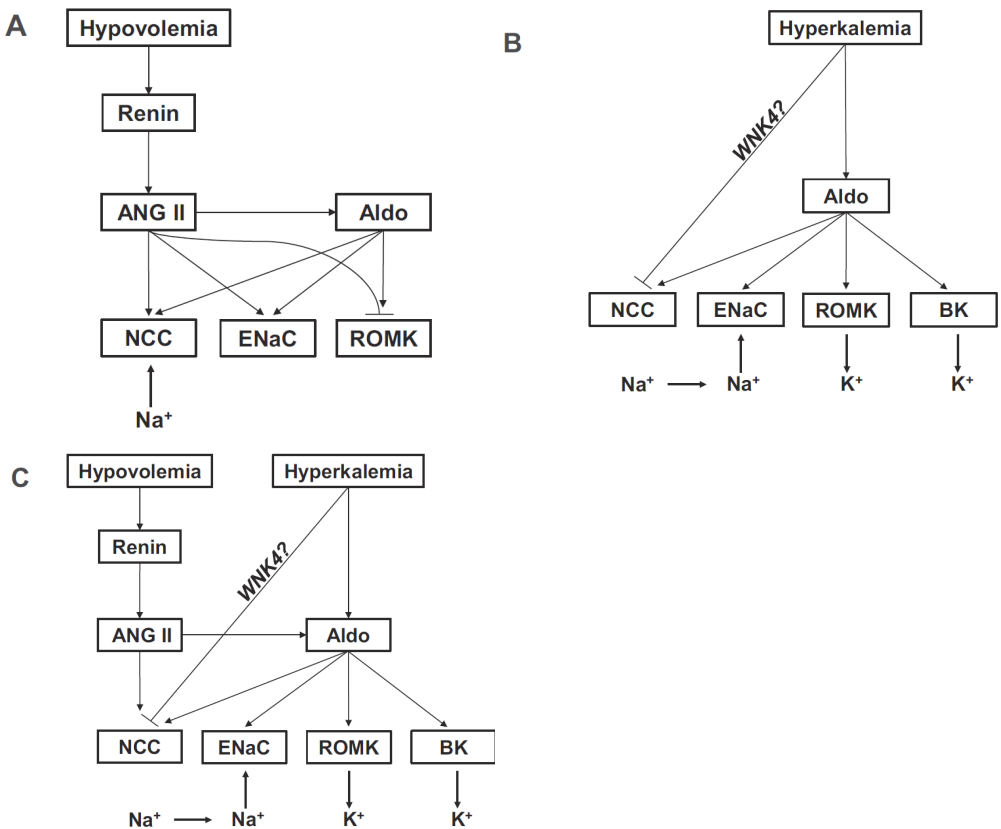 A
Hypovolemia
Renin
ANG II
Aldo
NCC
ENaC
ROMK
Na⁺
B
Hyperkalemia
WNK4?
Aldo
NCC
ENaC
ROMK
BK
Na⁺
Na⁺
K⁺
K⁺
C
Hypovolemia
Hyperkalemia
Renin
WNK4?
ANG II
Aldo
NCC
ENaC
ROMK
BK
Na⁺
Na⁺
K⁺
K⁺